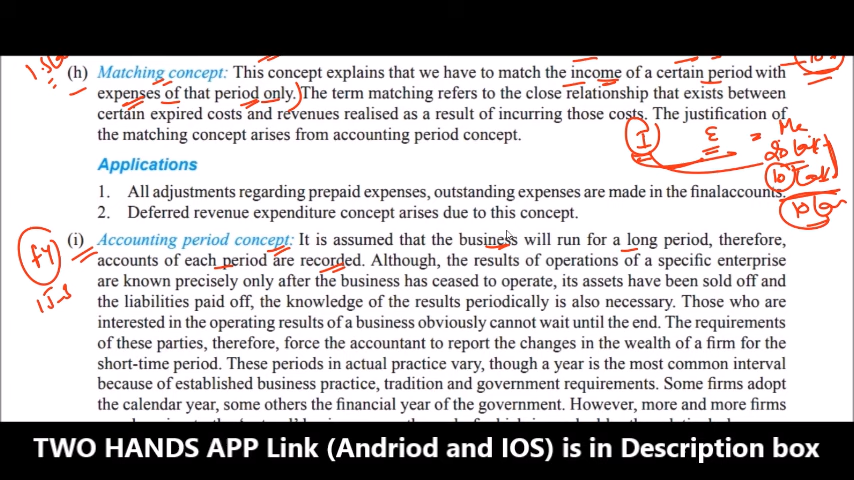 (h) Matching concept: This concept explains that we have to match the income of a certain period with
expenses of that period only. The term matching refers to the close relationship that exists between
certain expired costs and revenues realised as a result of incurring those costs. The justification of
the matching concept arises from accounting period concept.
I E =
Applications
1. All adjustments regarding prepaid expenses, outstanding expenses are made in the finalaccounts.
2. Deferred revenue expenditure concept arises due to this concept.
(i) Accounting period concept: It is assumed that the business will run for a long period, therefore,
fy
accounts of each period are recorded. Although, the results of operations of a specific enterprise
are known precisely only after the business has ceased to operate, its assets have been sold off and
the liabilities paid off, the knowledge of the results periodically is also necessary. Those who are
interested in the operating results of a business obviously cannot wait until the end. The requirements
of these parties, therefore, force the accountant to report the changes in the wealth of a firm for the
short-time period. These periods in actual practice vary, though a year is the most common interval
because of established business practice, tradition and government requirements. Some firms adopt
the calendar year, some others the financial year of the government. However, more and more firms
TWO HANDS APP Link (Andriod and IOS) is in Description box